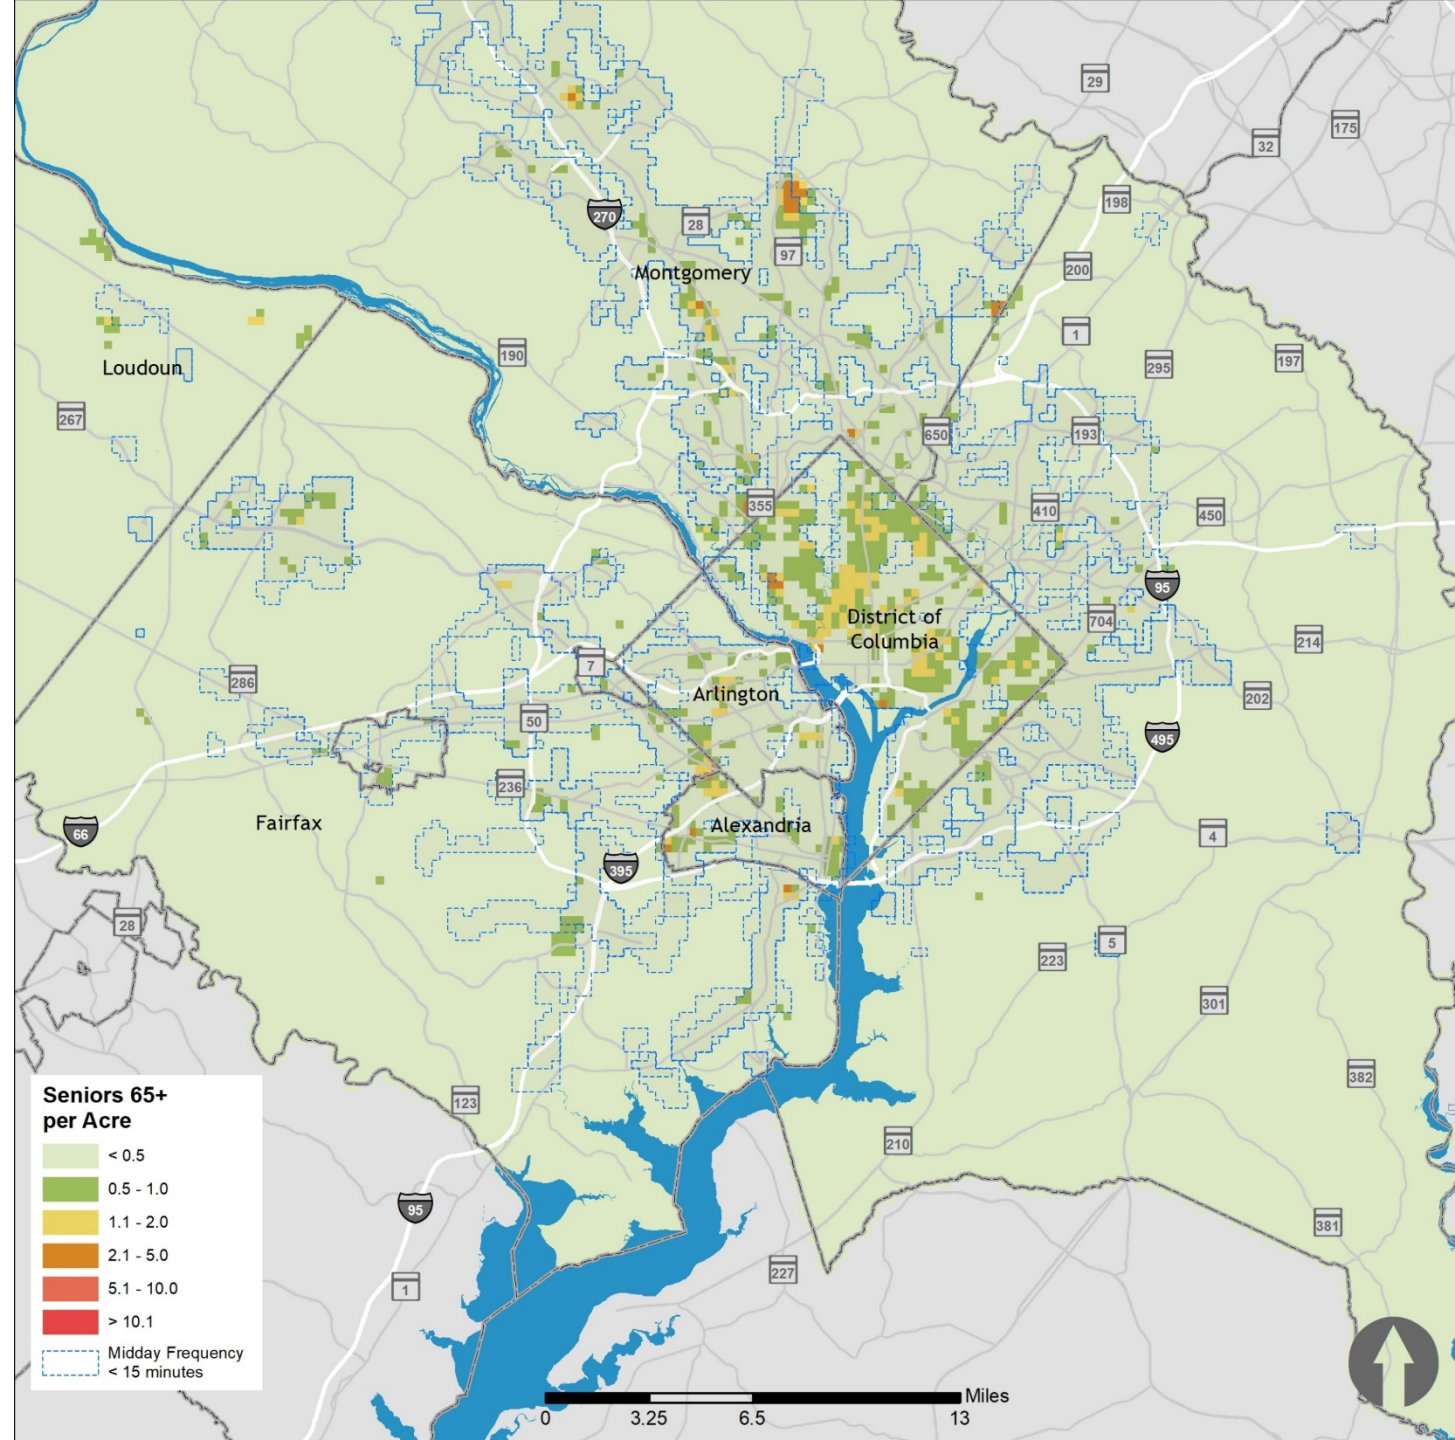 29
175
32
198
270
28
97
Montgomery
200
1
190
295
197
Loudoun
267
650
193
355
410
450
95
District of
Columbia
704
214
7
286
Arlington
202
50
495
236
Fairfax
Alexandria
66
4
395
28
5
223
301
382
123
210
Seniors 65+
per Acre
< 0.5
0.5 - 1.0
1.1 - 2.0
2.1 - 5.0
5.1 - 10.0
> 10.1
Midday Frequency
< 15 minutes
95
1
381
227
Miles
0 3.25 6.5 13